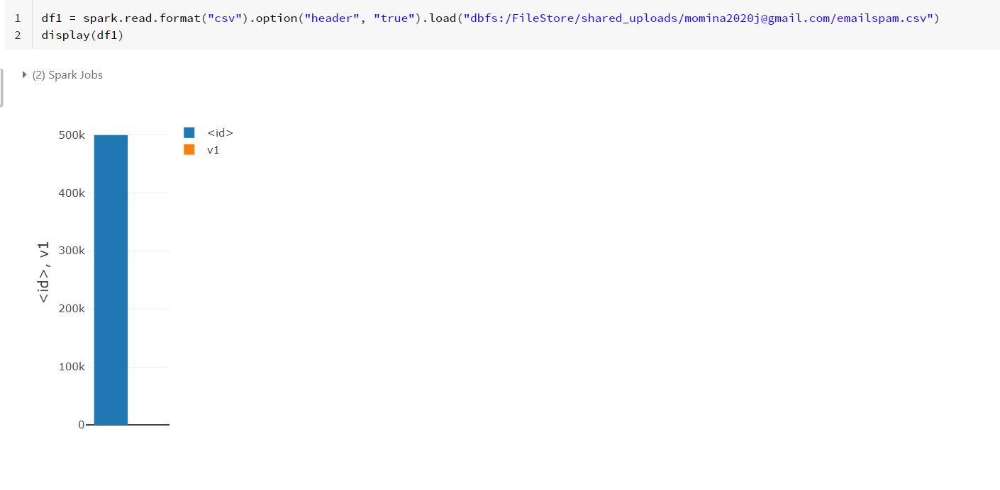 1 df1 = spark.read.format("csv").option("header", "true").load("dbfs:/FileStore/shared_uploads/momina2020j@gmail.com/emailspam.csv")
2 display(df1)
(2) Spark Jobs
500k
400k
300k
200k
100k
0
<id>, v1
<id>
v1